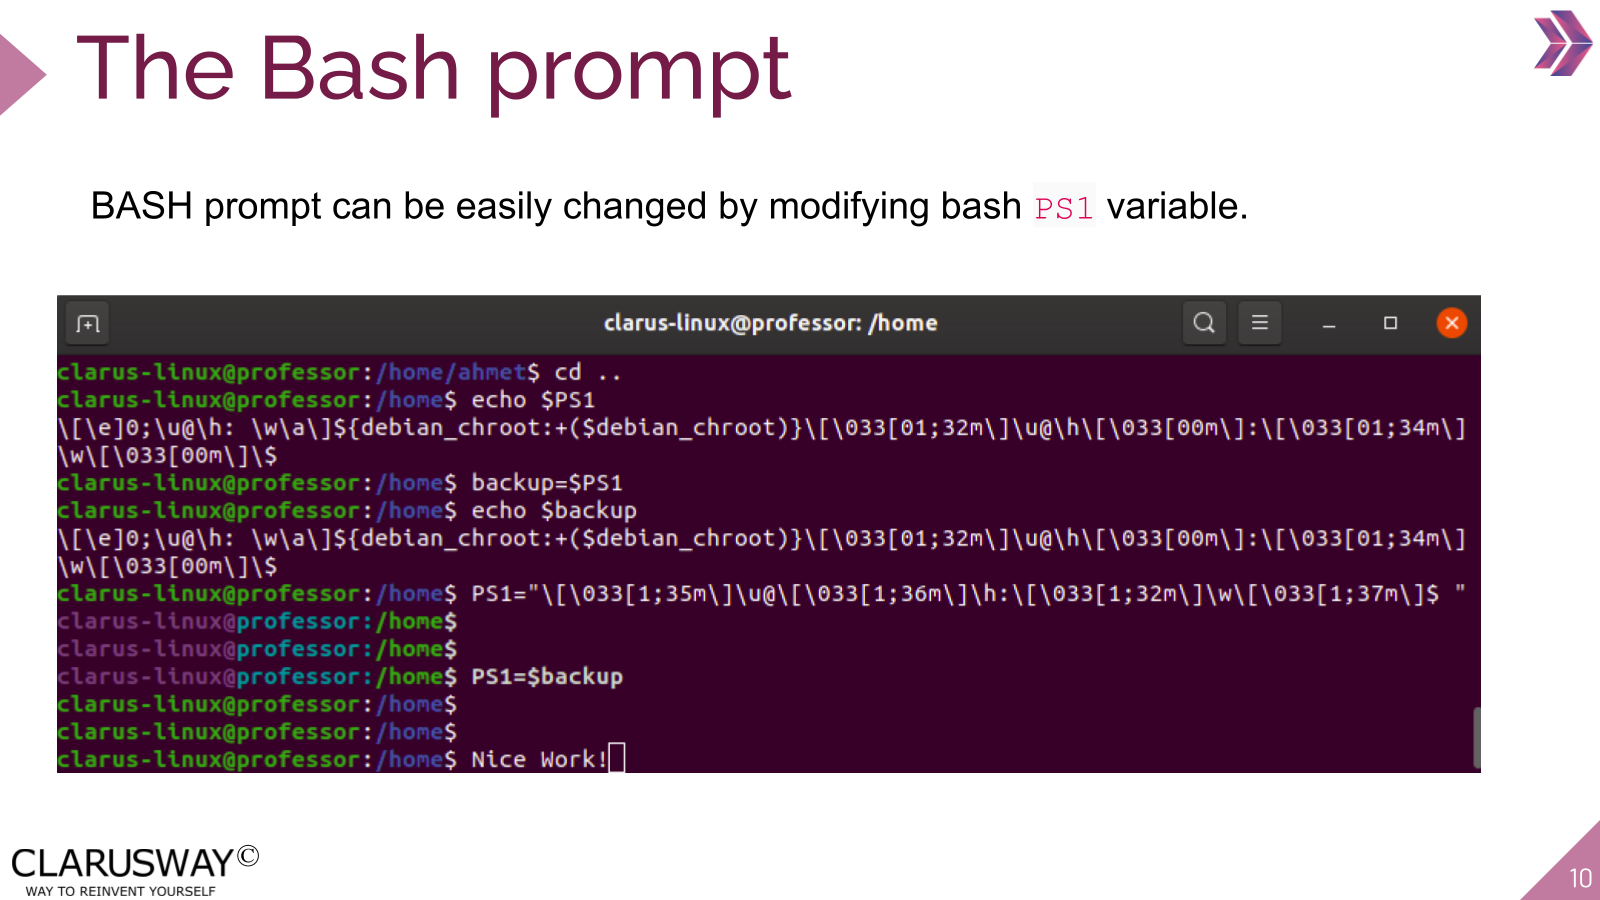 The Bash prompt
BASH prompt can be easily changed by modifying bash PS1 variable.
clarus-linux@professor: /home
clarus-linux@professor:/home/ahmet$ cd ..
clarus-linux@professor:/home$ echo $PS1
\[\e]0;\u@\h: \w\a\]${debian_chroot:+($debian_chroot)}\[\033[01;32m\]\u@\h\[\033[00m\]:\[\033[01;34m\]
\w\[\033[00m\]\$
clarus-linux@professor:/home$ backup=$PS1
clarus-linux@professor:/home$ echo $backup
\[\e]0;\u@\h: \w\a\]${debian_chroot:+($debian_chroot)}\[\033[01;32m\]\u@\h\[\033[00m\]:\[\033[01;34m\]
\w\[\033[00m\]\$
clarus-linux@professor:/home$ PS1="\[\033[1;35m\]\u@\[\033[1;36m\]\h:\[\033[1;32m\]\w\[\033[1;37m\]$ "
clarus-linux@professor:/home$
clarus-linux@professor:/home$
clarus-linux@professor:/home$ PS1=$backup
clarus-linux@professor:/home$
clarus-linux@professor:/home$
clarus-linux@professor:/home$ Nice Work!
CLARUSWAY©
WAY TO REINVENT YOURSELF
10